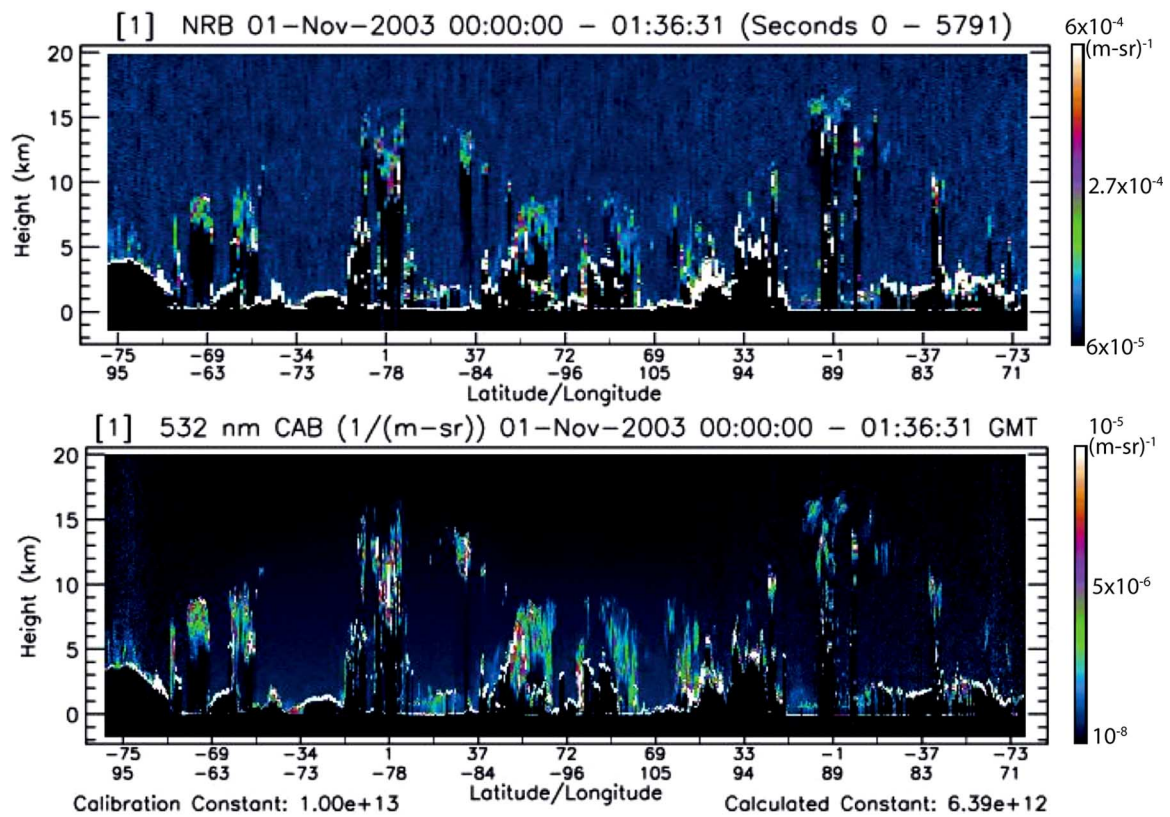 [1] NRB 01-Nov-2003 00:00:00 - 01:36:31 (Seconds 0 - 5791)
6x10⁻⁴
(m-sr)⁻¹
20
15
10
5
0
Height (km)
2.7x10⁻⁴
6x10⁻⁵
-75 -69 -34 1 37 72 69 33 -1 -37 -73
95 -63 -73 -78 -84 -96 105 94 89 83 71
Latitude/Longitude
[1] 532 nm CAB (1/(m-sr)) 01-Nov-2003 00:00:00 - 01:36:31 GMT
10⁻⁵
(m-sr)⁻¹
20
15
10
5
0
Height (km)
5x10⁻⁶
10⁻⁸
-75 -69 -34 1 37 72 69 33 -1 -37 -73
95 -63 -73 -78 -84 -96 105 94 89 83 71
Latitude/Longitude
Calibration Constant: 1.00e+13
Calculated Constant: 6.39e+12